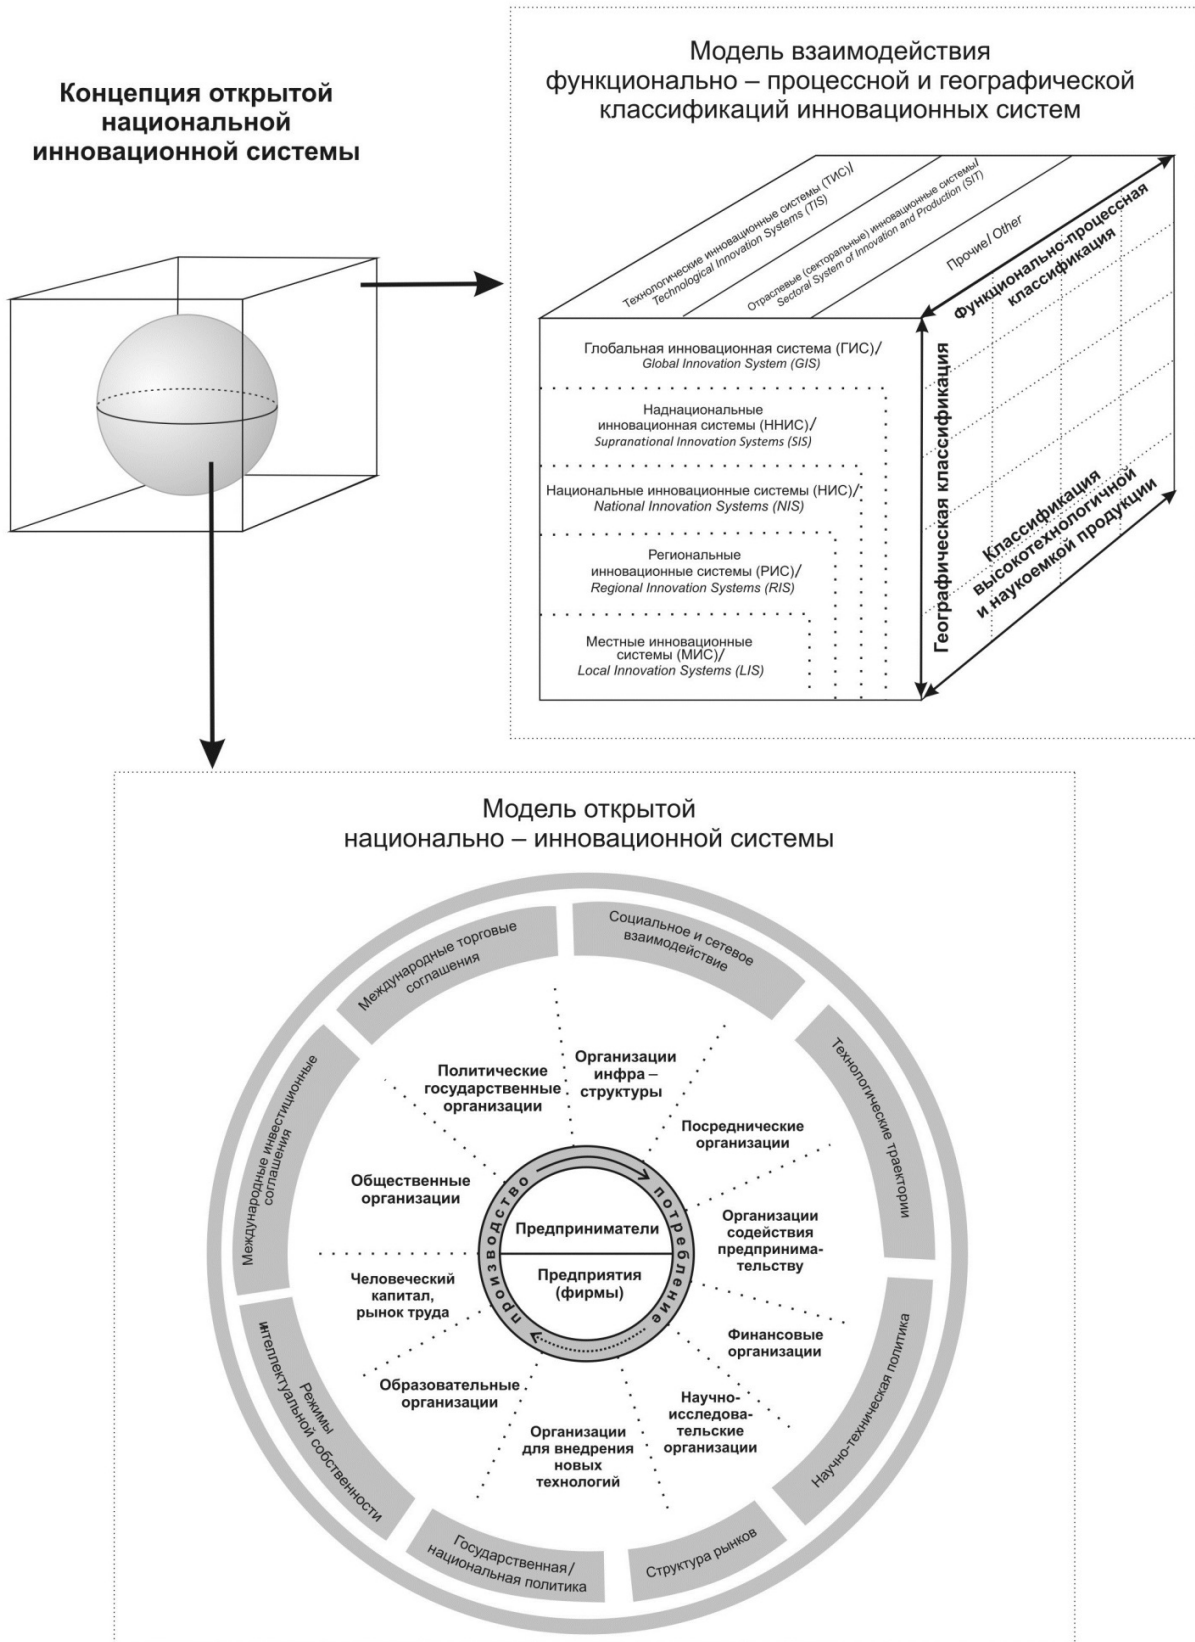 Концепция открытой
национальной
инновационной системы
Модель взаимодействия
функционально – процессной и географической
классификаций инновационных систем
Технологические инновационные системы (ТИС)/
Technological Innovation Systems (TIS)
Отраслевые (секторальные) инновационные системы/
Sectoral System of Innovation and Production (SIT)
Прочие/ Other
Функционально-процессная
классификация
Глобальная инновационная система (ГИС)/
Global Innovation System (GIS)
Наднациональные
инновационная системы (ННИС)/
Supranational Innovation Systems (SIS)
Национальные инновационные системы (НИС)/
National Innovation Systems (NIS)
Региональные
инновационные системы (РИС)/
Regional Innovation Systems (RIS)
Местные инновационные
системы (МИС)/
Local Innovation Systems (LIS)
Географическая классификация
Классификация
высокотехнологичной
и наукоемкой продукции
Модель открытой
национально – инновационной системы
Международные торговые
соглашения
Социальное и сетевое
взаимодействие
Технологические траектории
Научно-техническая политика
Структура рынков
Государственная/
национальная политика
Режимы
интеллектуальной собственности
Международные инвестиционные
соглашения
Политические
государственные
организации
Организации
инфра –
структуры
Посреднические
организации
Организации
содействия
предпринима-
тельству
Финансовые
организации
Научно-
исследова-
тельские
организации
Организации
для внедрения
новых
технологий
Образовательные
организации
Человеческий
капитал,
рынок труда
Общественные
организации
производство
потребление
Предприниматели
Предприятия
(фирмы)